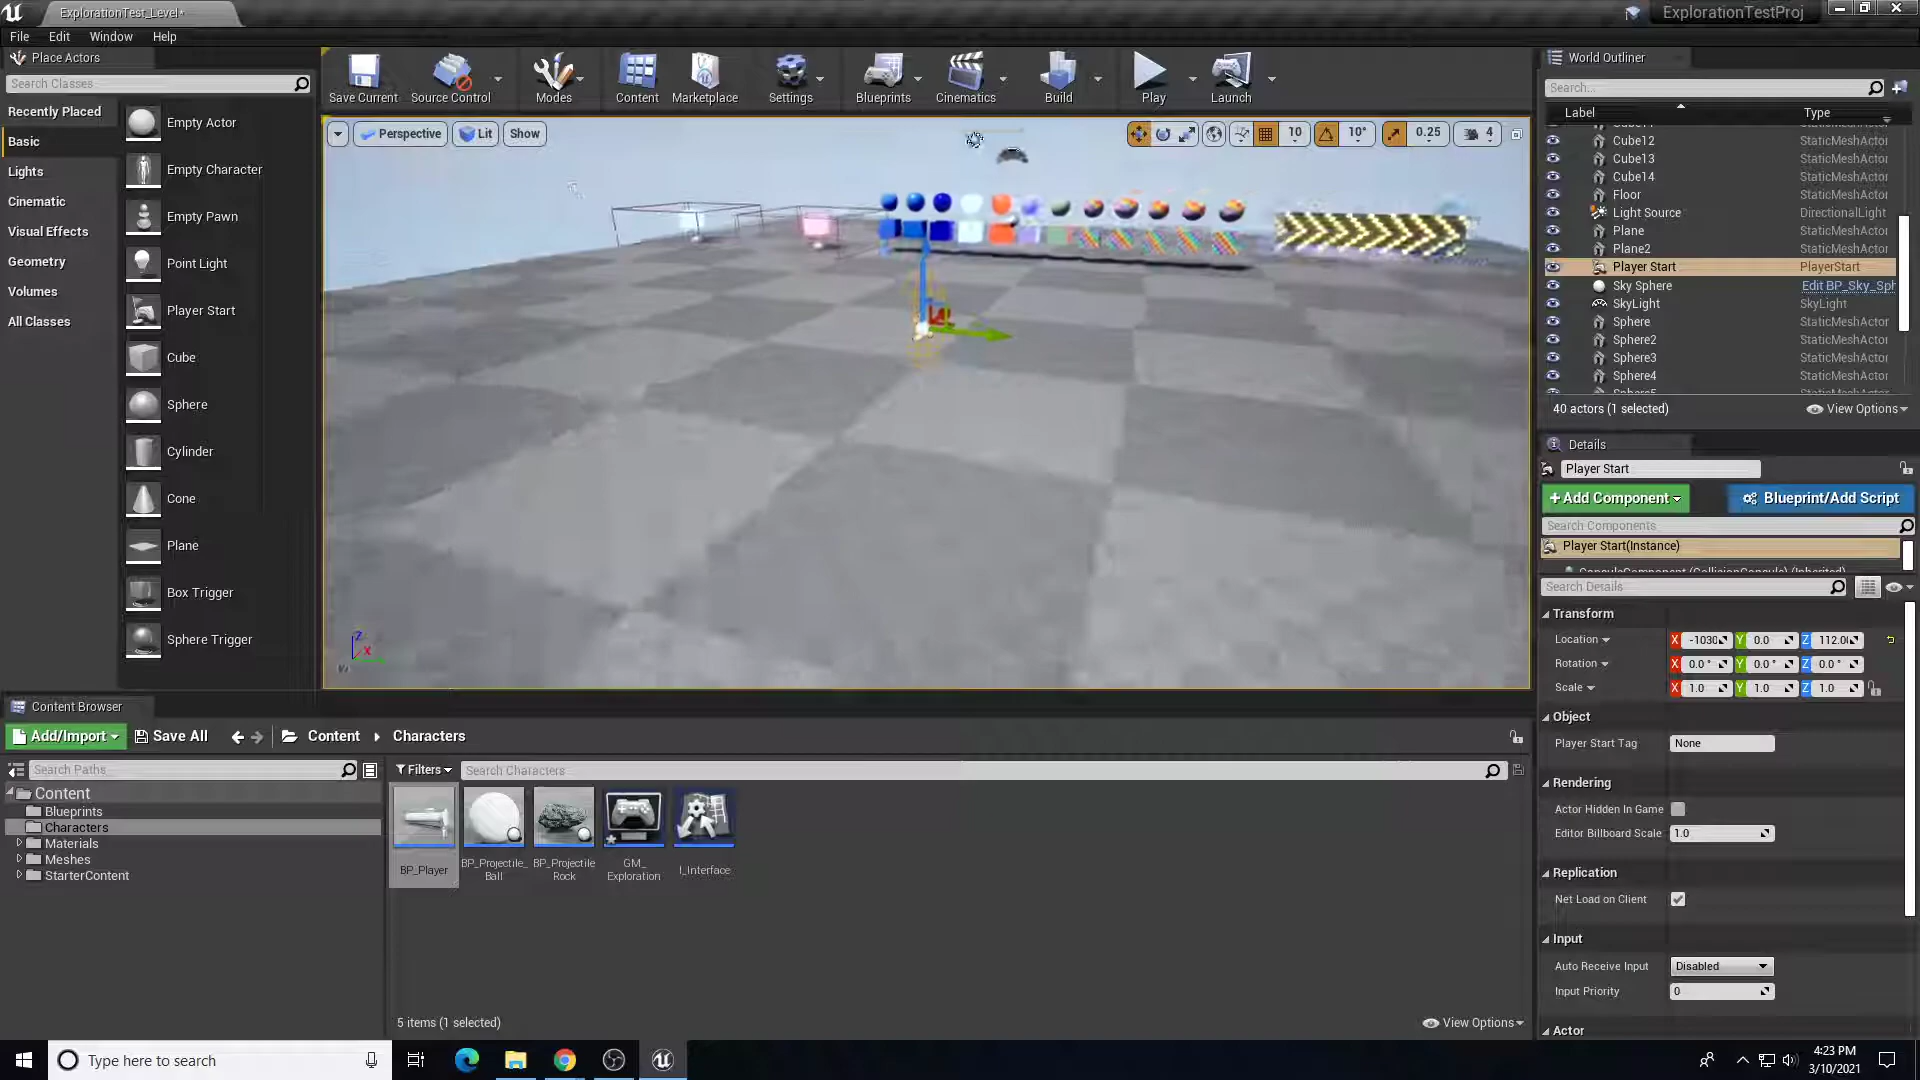 ExplorationTest_Level*
ExplorationTestProj
File Edit Window Help
Place Actors
Search Classes
Recently Placed
Basic
Lights
Cinematic
Visual Effects
Geometry
Volumes
All Classes
Empty Actor
Empty Character
Empty Pawn
Point Light
Player Start
Cube
Sphere
Cylinder
Cone
Plane
Box Trigger
Sphere Trigger
Save Current Source Control Modes Content Marketplace Settings Blueprints Cinematics Build Play Launch
Perspective Lit Show
10 10° 0.25 4
Z
X
World Outliner
Search...
Label Type
Cube12 StaticMeshActor
Cube13 StaticMeshActor
Cube14 StaticMeshActor
Floor StaticMeshActor
Light Source DirectionalLight
Plane StaticMeshActor
Plane2 StaticMeshActor
Player Start PlayerStart
Sky Sphere Edit BP_Sky_Sph
SkyLight SkyLight
Sphere StaticMeshActor
Sphere2 StaticMeshActor
Sphere3 StaticMeshActor
Sphere4 StaticMeshActor
40 actors (1 selected) View Options
Details
Player Start
+Add Component Blueprint/Add Script
Search Components
Player Start(Instance)
CapsuleComponent (CollisionCapsule) (Inherited)
Search Details
Transform
Location X -1030 Y 0.0 Z 112.0
Rotation X 0.0 ° Y 0.0 ° Z 0.0 °
Scale X 1.0 Y 1.0 Z 1.0
Object
Player Start Tag None
Rendering
Actor Hidden In Game
Editor Billboard Scale 1.0
Replication
Net Load on Client
Input
Auto Receive Input Disabled
Input Priority 0
Actor
Content Browser
Add/Import Save All Content Characters
Search Paths
Filters Search Characters
Content
Blueprints
Characters
Materials
Meshes
StarterContent
BP_Player
BP_Projectile_
Ball
BP_Projectile
Rock
GM_
Exploration
I_Interface
5 items (1 selected) View Options
Type here to search
4:23 PM
3/10/2021